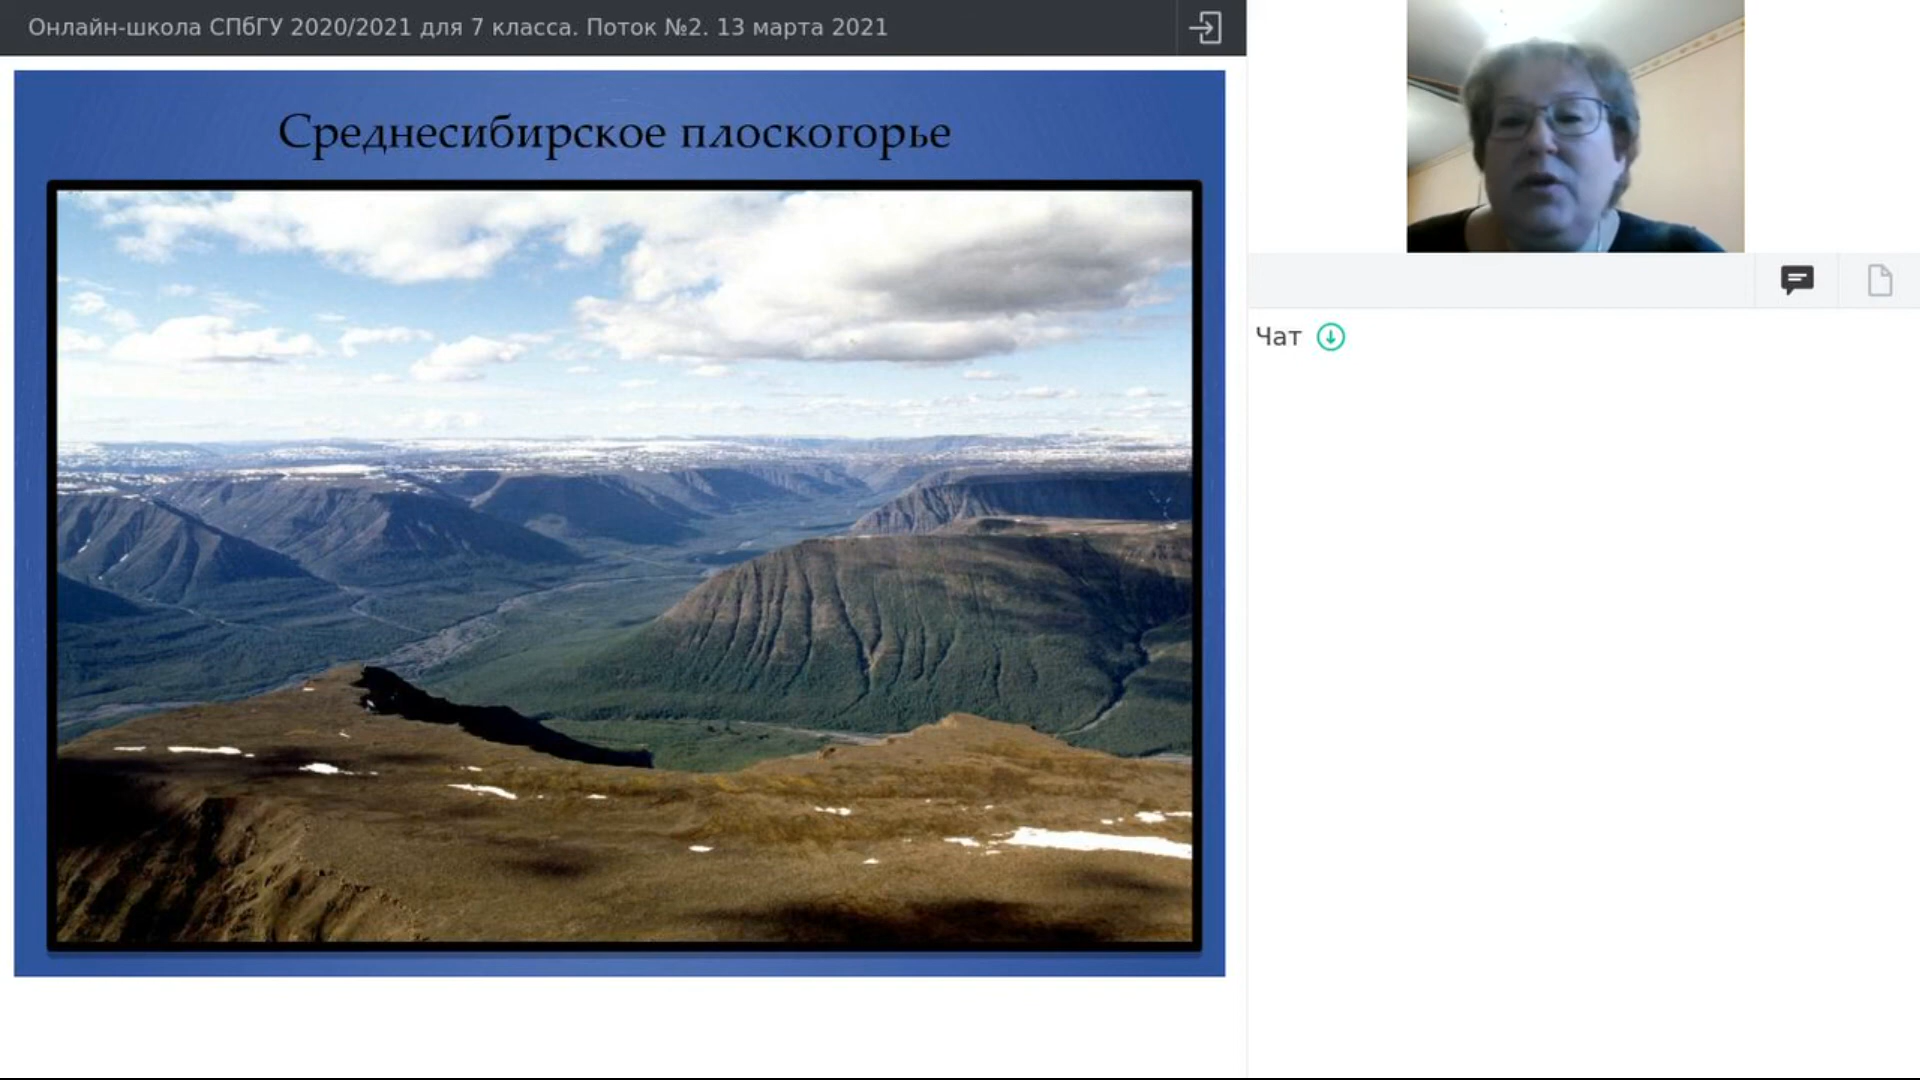 Онлайн-школа СПбГУ 2020/2021 для 7 класса. Поток №2. 13 марта 2021
Среднесибирское плоскогорье
Чат